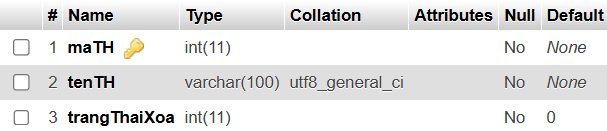 # Name Type Collation Attributes Null Default
1 maTH int(11) No None
2 tenTH varchar(100) utf8_general_ci No None
3 trangThaiXoa int(11) No 0